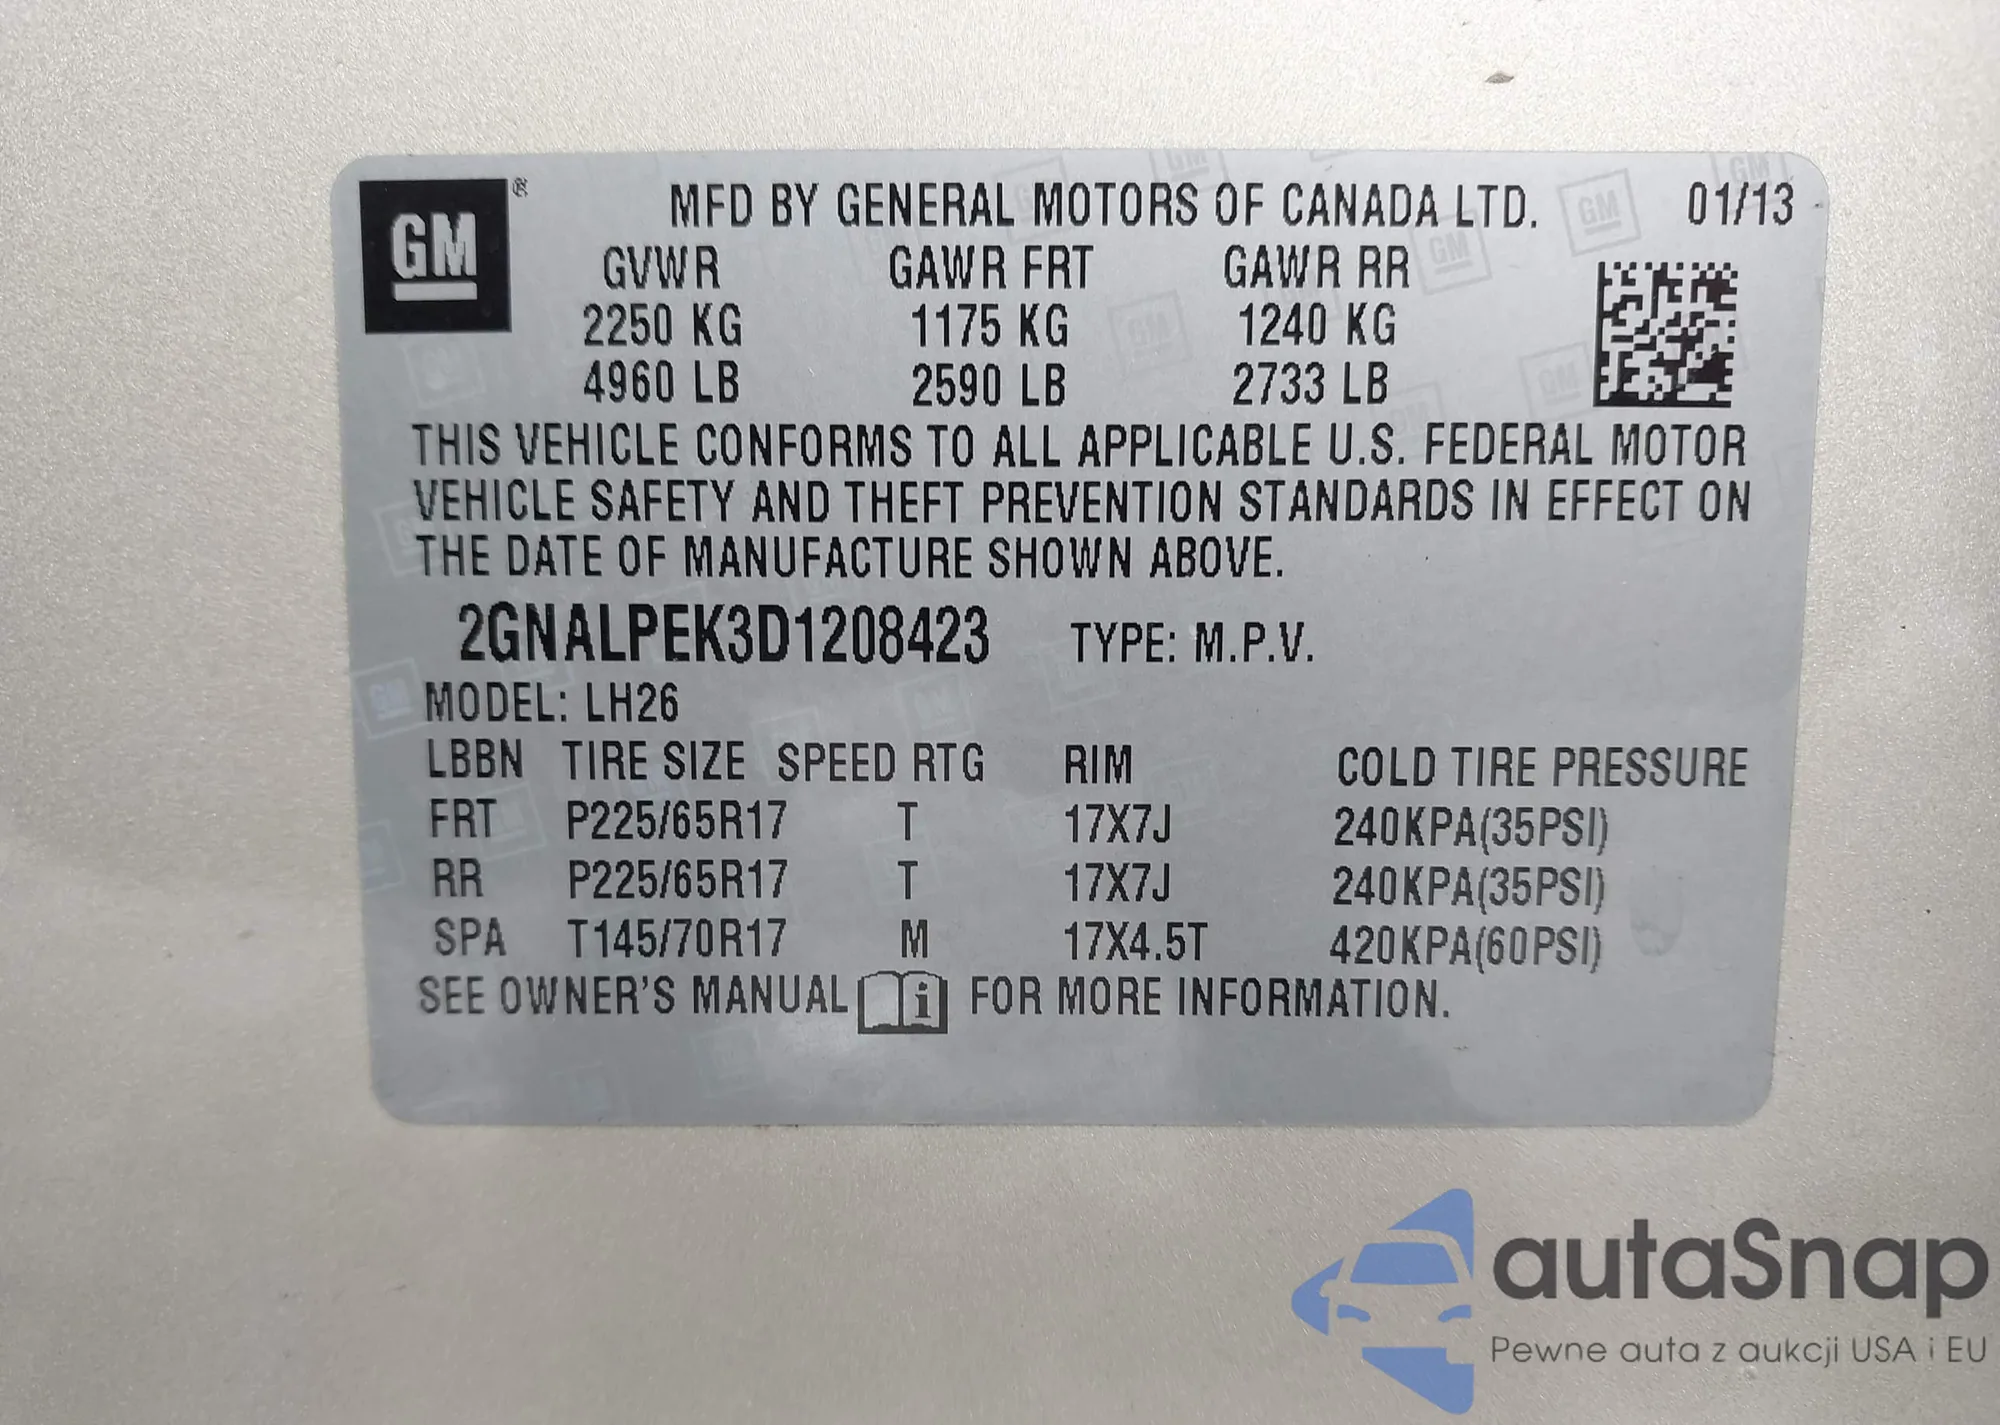 GM ®
MFD BY GENERAL MOTORS OF CANADA LTD. 01/13
GVWR GAWR FRT GAWR RR
2250 KG 1175 KG 1240 KG
4960 LB 2590 LB 2733 LB
THIS VEHICLE CONFORMS TO ALL APPLICABLE U.S. FEDERAL MOTOR
VEHICLE SAFETY AND THEFT PREVENTION STANDARDS IN EFFECT ON
THE DATE OF MANUFACTURE SHOWN ABOVE.
2GNALPEK3D1208423 TYPE: M.P.V.
MODEL: LH26
LBBN TIRE SIZE SPEED RTG RIM COLD TIRE PRESSURE
FRT P225/65R17 T 17X7J 240KPA(35PSI)
RR P225/65R17 T 17X7J 240KPA(35PSI)
SPA T145/70R17 M 17X4.5T 420KPA(60PSI)
SEE OWNER'S MANUAL i FOR MORE INFORMATION.
autaSnap
Pewne auta z aukcji USA i EU